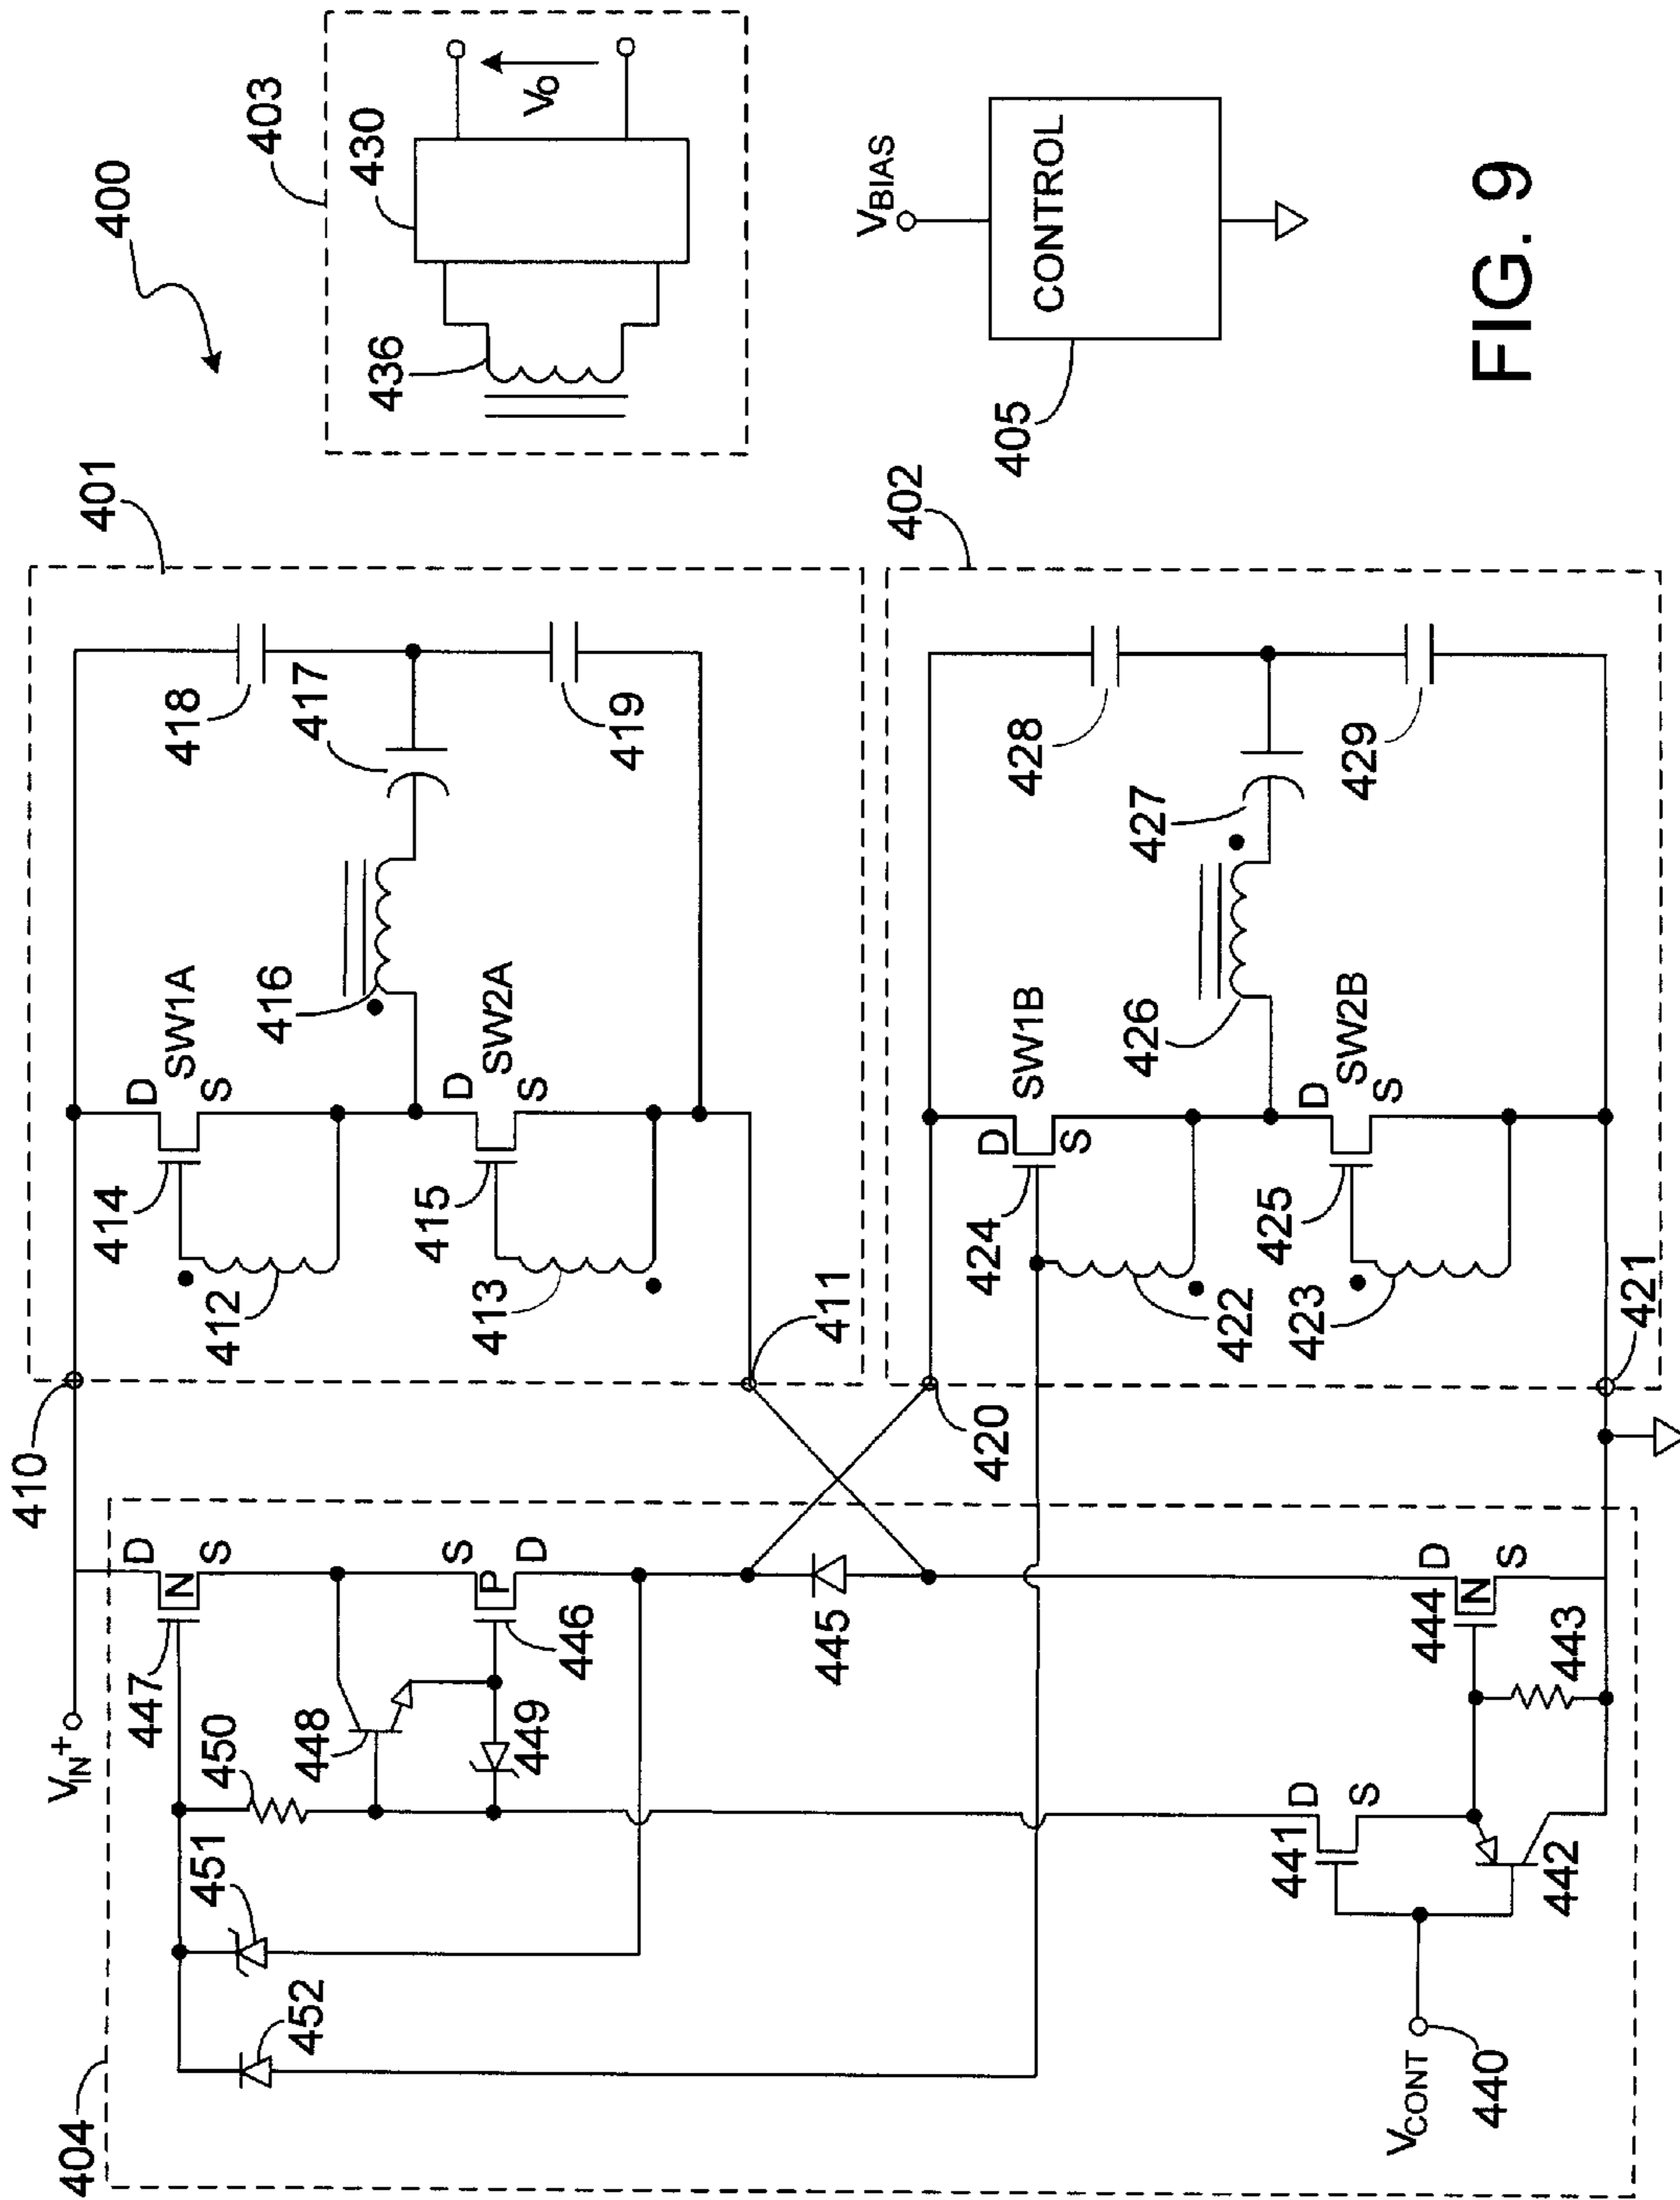 400
403
430
436
Vo
VBIAS
CONTROL
405
FIG. 9
401
402
410
VIN+
414
D
SW1A
S
412
416
418
417
419
415
D
SW2A
S
413
411
420
424
D
S
SW1B
422
426
427
428
429
425
D
SW2B
S
423
421
404
447
D
N
S
450
448
449
S
P
D
446
451
452
445
444
D
N
S
443
441
D
S
442
VCONT
440